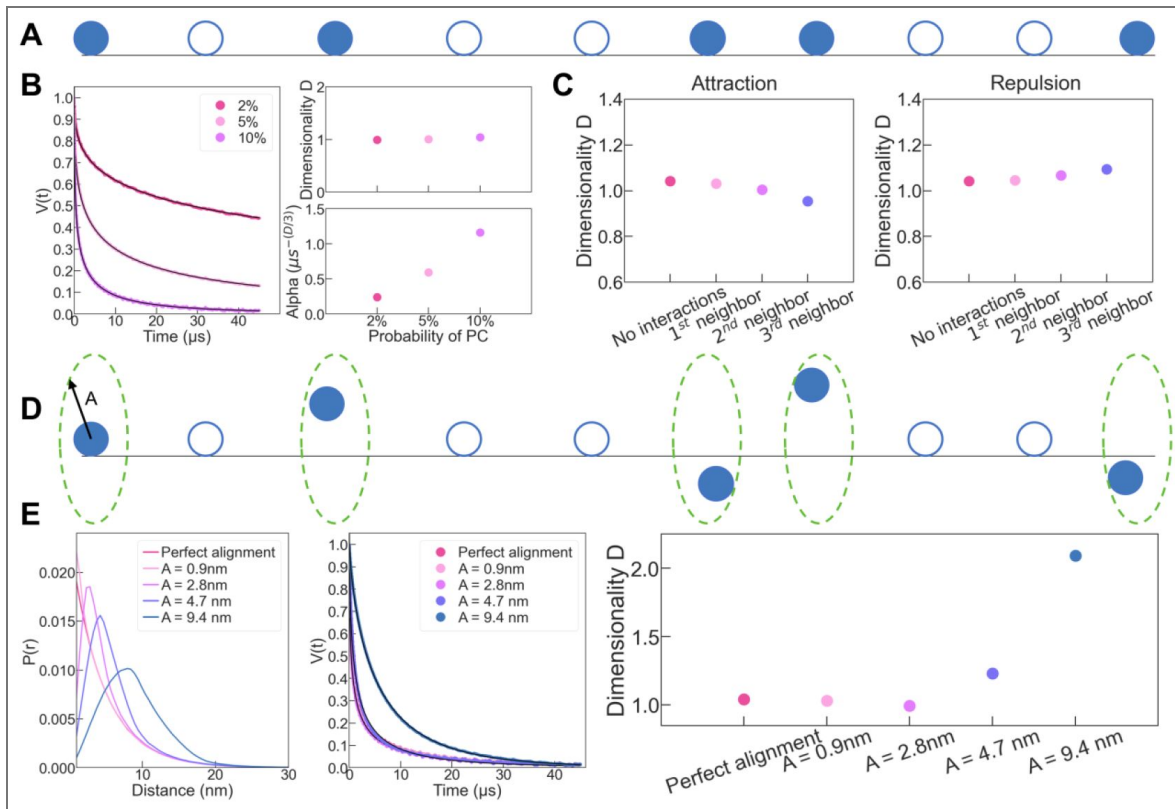 A
B
1.0
0.9
0.8
0.7
0.6
0.5
0.4
0.3
0.2
0.1
0.0
V(t)
2%
5%
10%
0
10
20
30
40
Time (μs)
2
1
0
Dimensionality D
1.5
1.0
0.5
0.0
Alpha (μs⁻⁽ᴰ/³⁾)
2%
5%
10%
Probability of PC
C
Attraction
1.4
1.2
1.0
0.8
0.6
Dimensionality D
No interactions
1st neighbor
2nd neighbor
3rd neighbor
Repulsion
1.4
1.2
1.0
0.8
0.6
Dimensionality D
No interactions
1st neighbor
2nd neighbor
3rd neighbor
D
A
E
0.020
0.015
0.010
0.005
0.000
P(r)
Perfect alignment
A = 0.9nm
A = 2.8nm
A = 4.7 nm
A = 9.4 nm
0
10
20
30
Distance (nm)
1.0
0.9
0.8
0.7
0.6
0.5
0.4
0.3
0.2
0.1
0.0
V(t)
Perfect alignment
A = 0.9nm
A = 2.8nm
A = 4.7 nm
A = 9.4 nm
0
10
20
30
40
Time (μs)
2.0
1.5
1.0
Dimensionality D
Perfect alignment
A = 0.9nm
A = 2.8nm
A = 4.7 nm
A = 9.4 nm